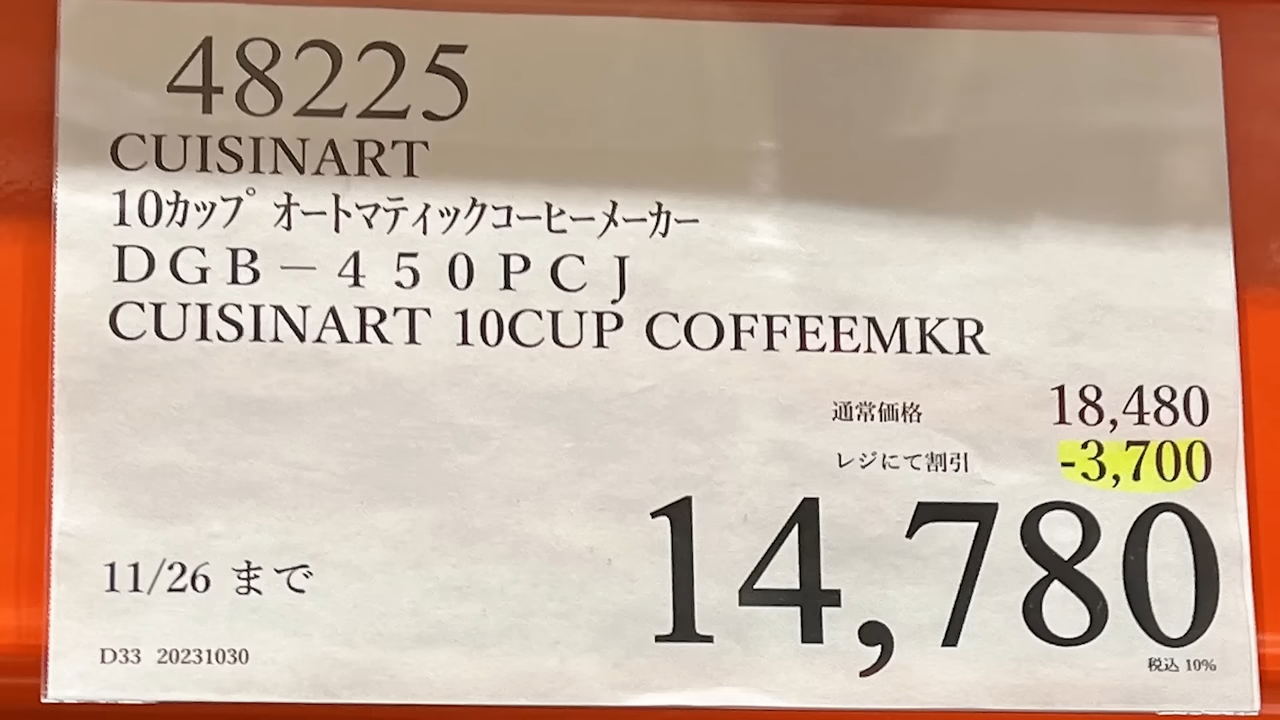 48225
CUISINART
10カップ オートマティックコーヒーメーカー
DGB－450PCJ
CUISINART 10CUP COFFEEMKR
通常価格 18,480
レジにて割引 -3,700
14,780
11/26 まで
税込 10%
D33 20231030